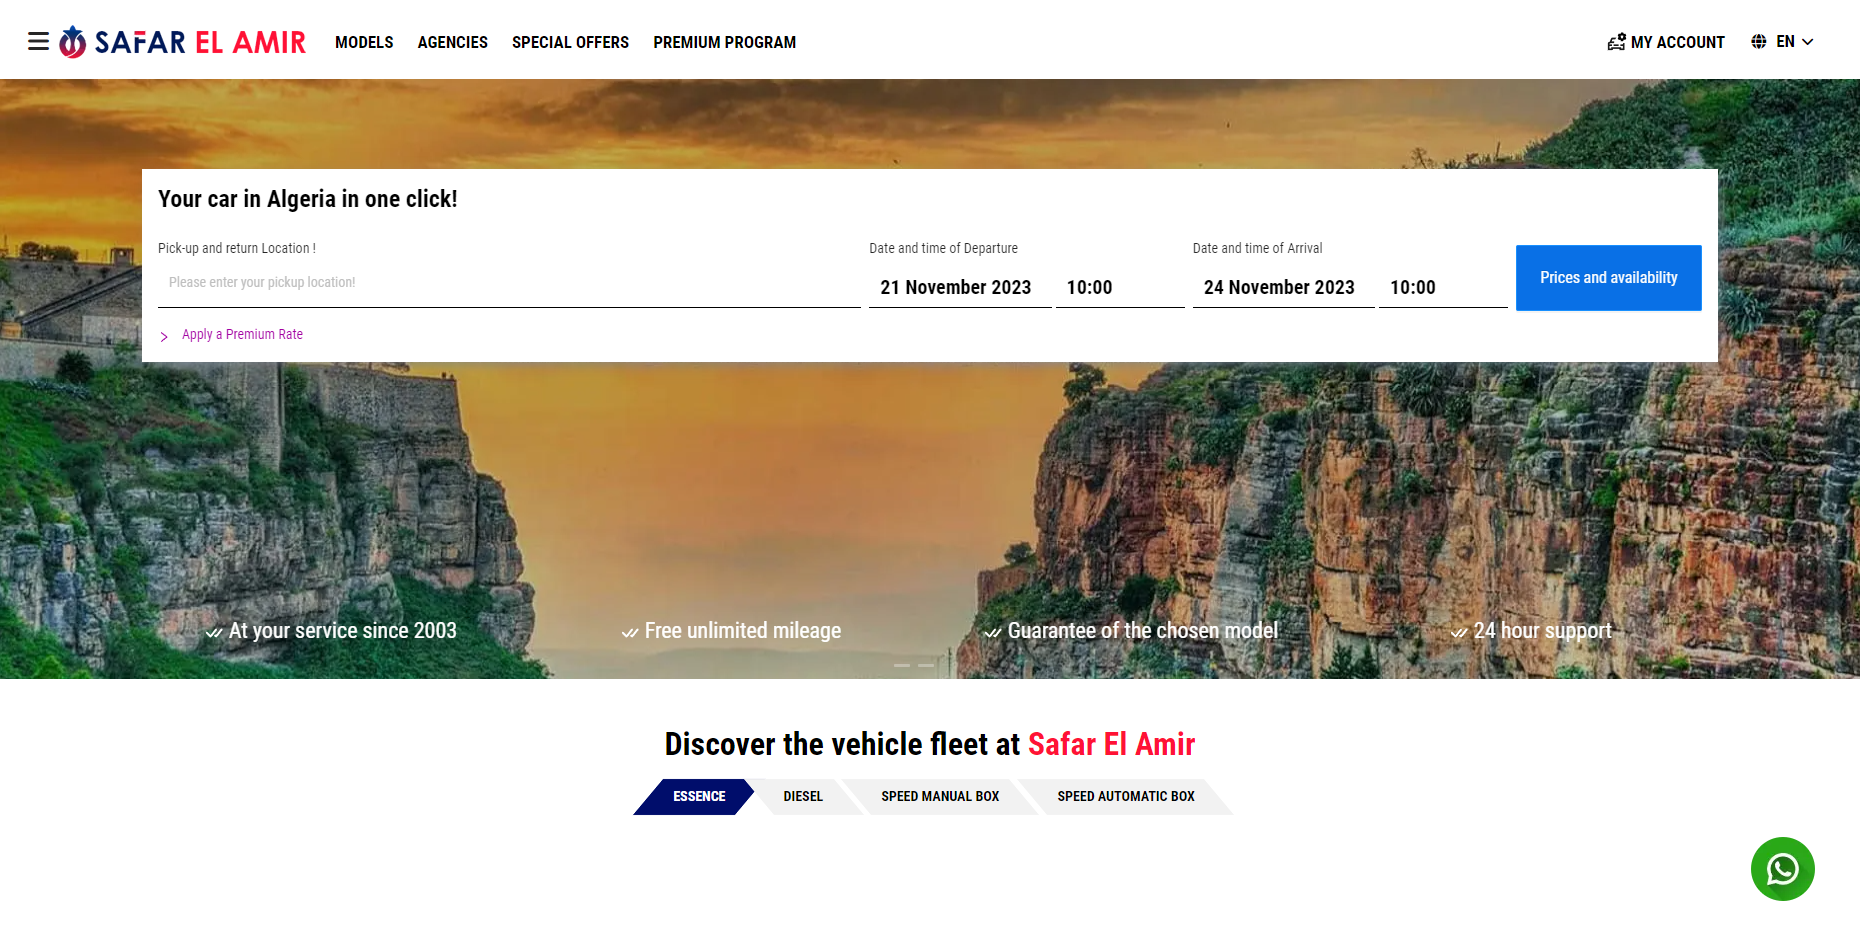 SAFAR EL AMIR
MODELS
AGENCIES
SPECIAL OFFERS
PREMIUM PROGRAM
MY ACCOUNT
EN
Your car in Algeria in one click!
Pick-up and return Location !
Date and time of Departure
Date and time of Arrival
Please enter your pickup location!
21 November 2023
10:00
24 November 2023
10:00
Prices and availability
Apply a Premium Rate
At your service since 2003
Free unlimited mileage
Guarantee of the chosen model
24 hour support
Discover the vehicle fleet at Safar El Amir
ESSENCE
DIESEL
SPEED MANUAL BOX
SPEED AUTOMATIC BOX